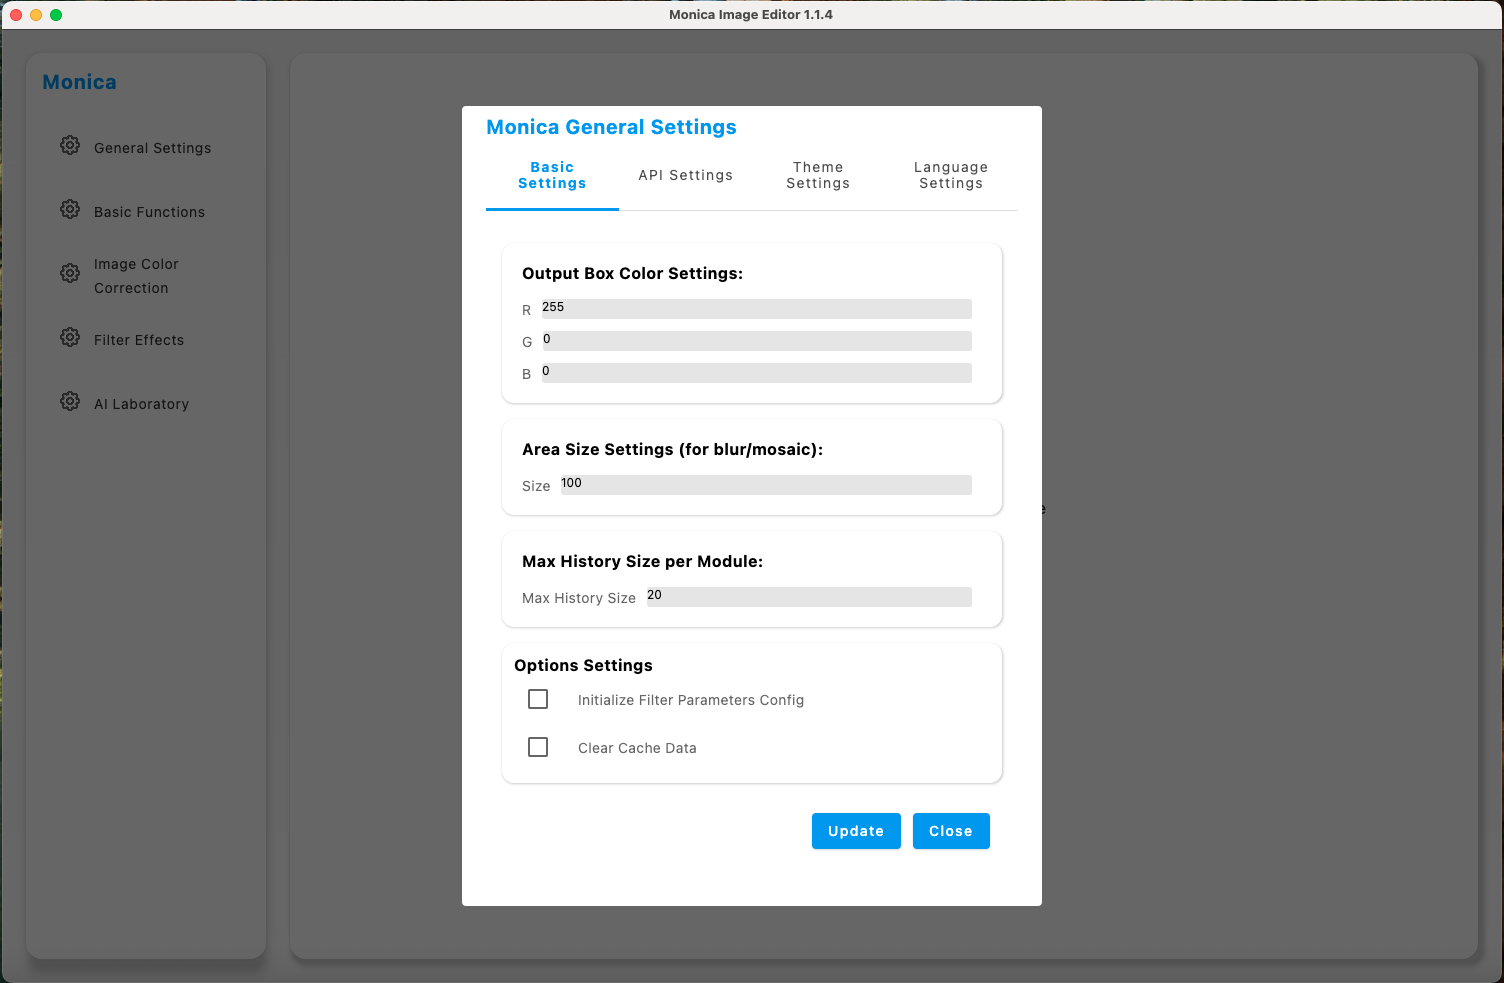 Monica Image Editor 1.1.4
Monica
General Settings
Basic Functions
Image Color
Correction
Filter Effects
AI Laboratory
Monica General Settings
Basic
Settings
API Settings
Theme
Settings
Language
Settings
Output Box Color Settings:
R 255
G 0
B 0
Area Size Settings (for blur/mosaic):
Size 100
Max History Size per Module:
Max History Size 20
Options Settings
Initialize Filter Parameters Config
Clear Cache Data
Update
Close